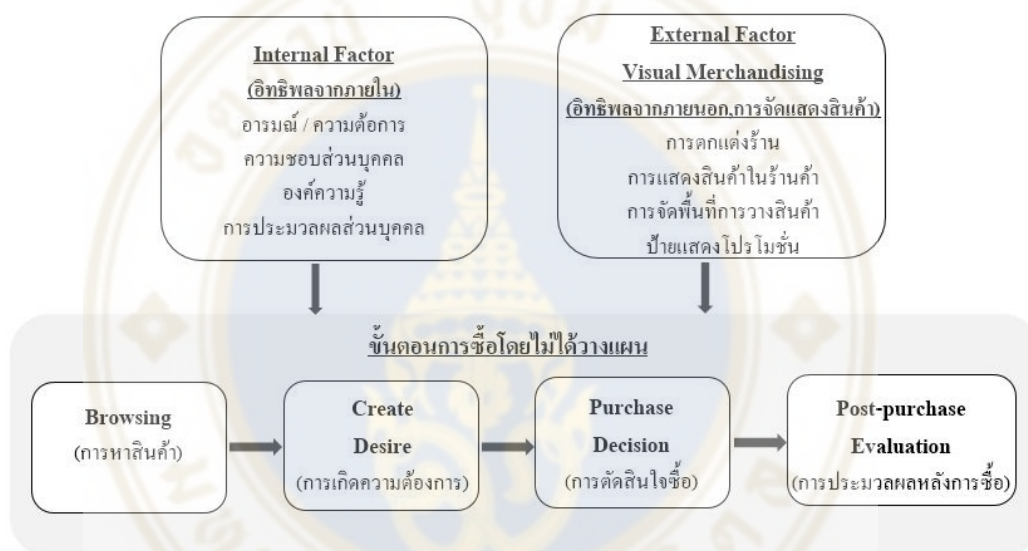 Internal Factor
(อิทธิพลจากภายใน)
อารมณ์ / ความต้อการ
ความชอบส่วนบุคคล
องค์ความรู้
การประมวลผลส่วนบุคคล
External Factor
Visual Merchandising
(อิทธิพลจากภายนอก,การจัดแสดงสินค้า)
การตกแต่งร้าน
การแสดงสินค้าในร้านค้า
การจัดพื้นที่การวางสินค้า
ป้ายแสดงโปรโมชั่น
ขั้นตอนการซื้อโดยไม่ได้วางแผน
Browsing
(การหาสินค้า)
Create
Desire
(การเกิดความต้องการ)
Purchase
Decision
(การตัดสินใจซื้อ)
Post-purchase
Evaluation
(การประมวลผลหลังการซื้อ)